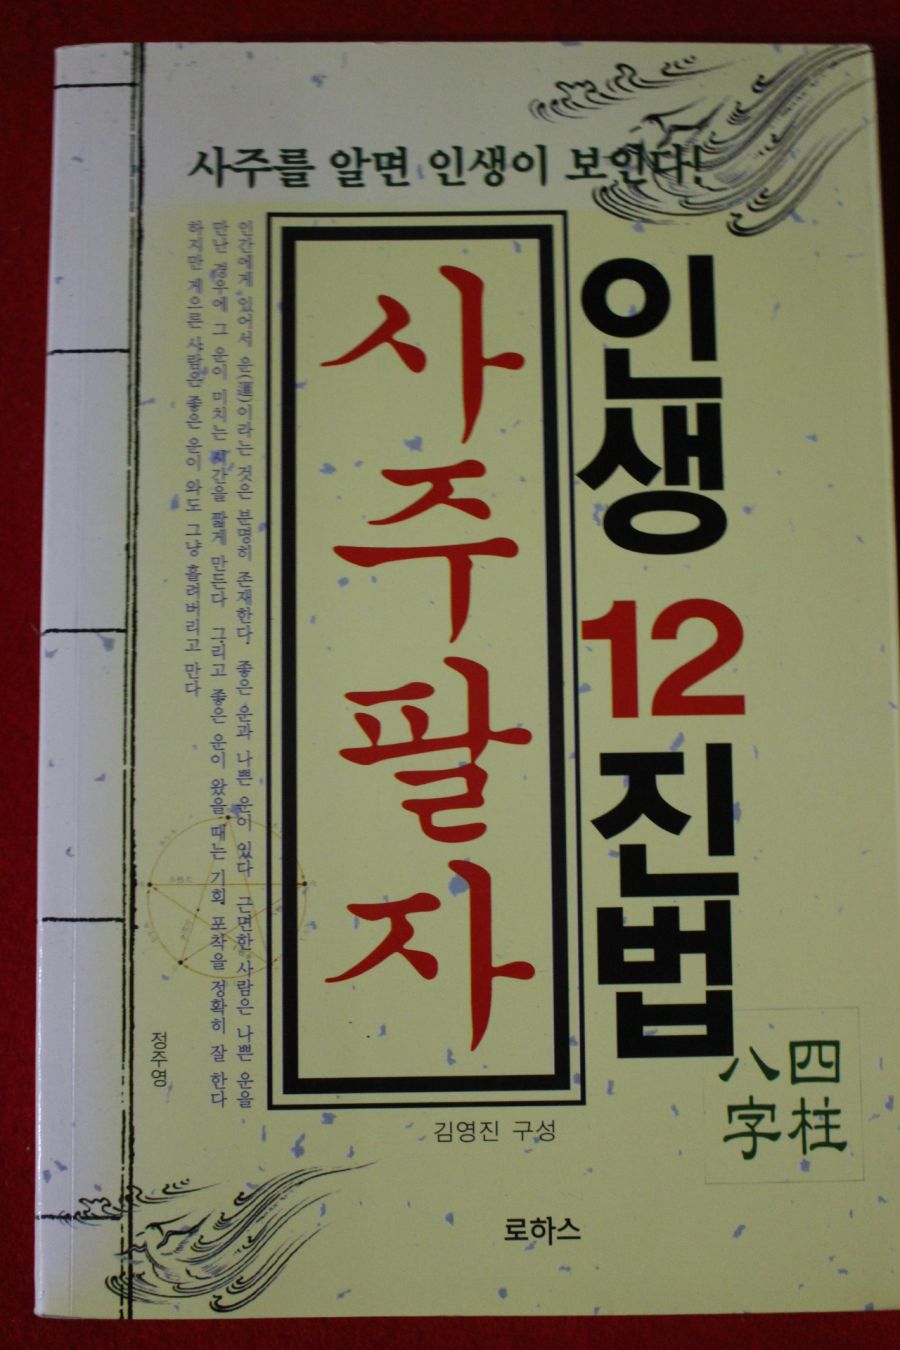 사주를 알면 인생이 보인다!
인생 12진법
사주팔자
인간에게 있어서 운(運)이라는 것은 분명히 존재한다. 좋은 운과 나쁜 운이 있다. 근면한 사람은 나쁜 운을
만난 경우에 그 운이 미치는 시간을 짧게 만든다. 그리고 좋은 운이 왔을 때는 기회 포착을 정확히 잘 한다
하지만 게으른 사람은 좋은 운이 와도 그냥 흘려버리고 만다
정주영
四柱
八字
김영진 구성
로하스